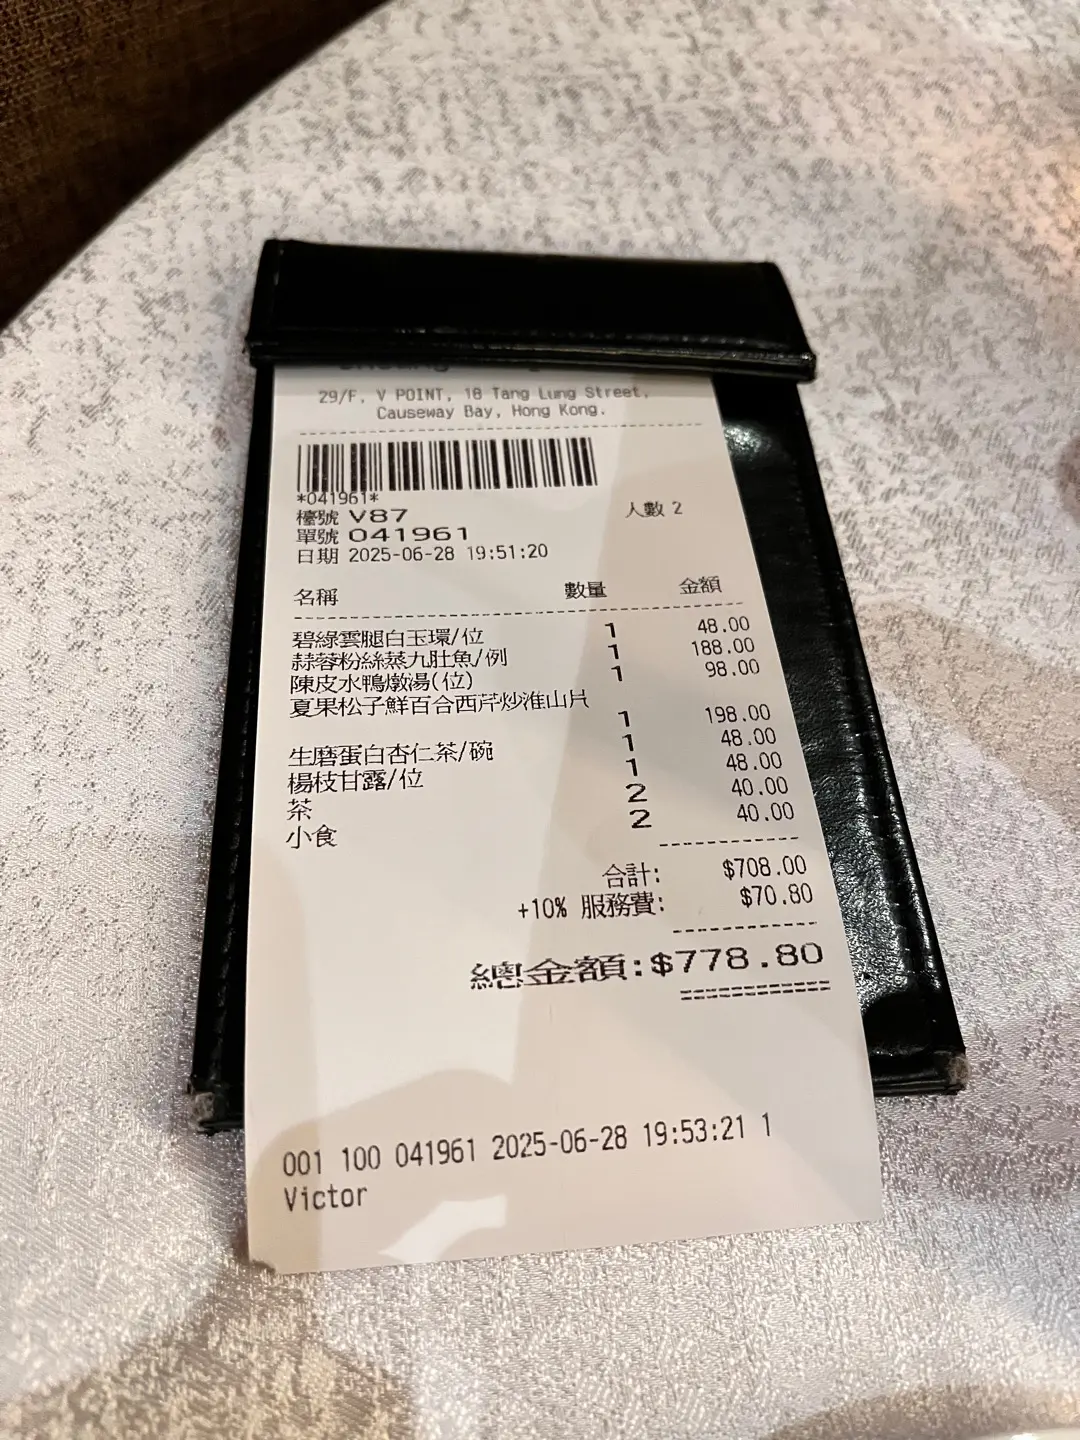 29/F, V POINT, 18 Tang Lung Street,
Causeway Bay, Hong Kong.
*041961*
檯號 V87 人數 2
單號 041961
日期 2025-06-28 19:51:20
名稱 數量 金額
碧綠雲腿白玉環/位 1 48.00
蒜蓉粉絲蒸九肚魚/例 1 188.00
陳皮水鴨燉湯(位) 1 98.00
夏果松子鮮百合西芹炒淮山片
1 198.00
生磨蛋白杏仁茶/碗 1 48.00
楊枝甘露/位 1 48.00
茶 2 40.00
小食 2 40.00
合計: $708.00
+10% 服務費: $70.80
總金額:$778.80
001 100 041961 2025-06-28 19:53:21 1
Victor